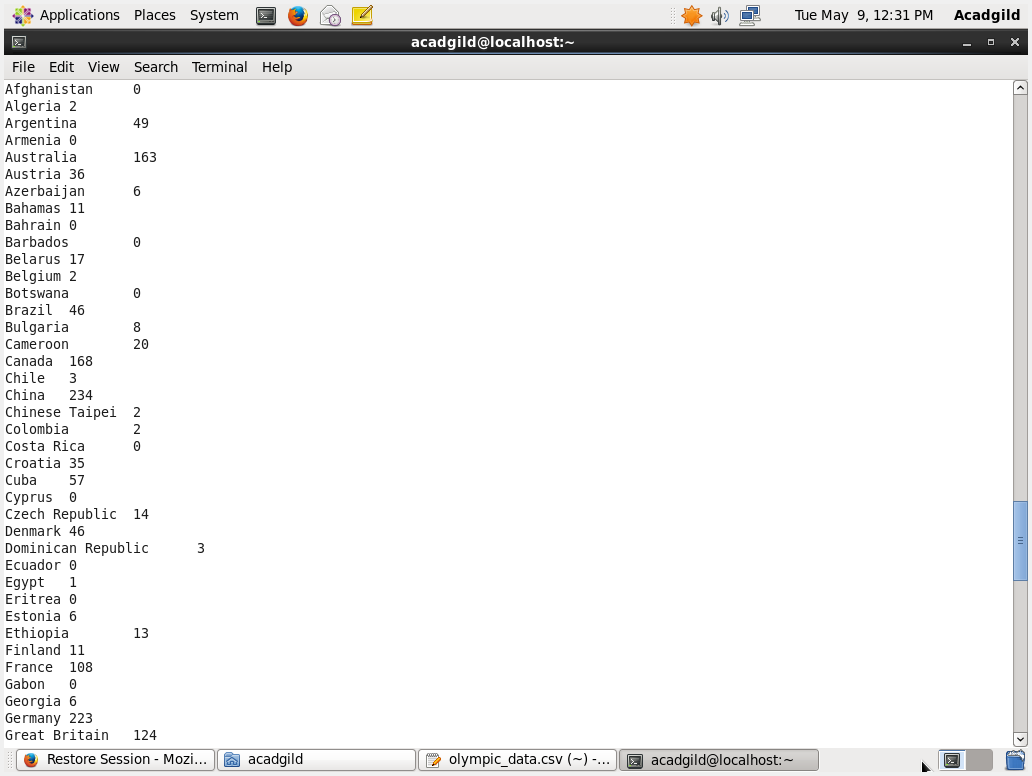 Applications Places System Tue May 9, 12:31 PM Acadgild
acadgild@localhost:~
File Edit View Search Terminal Help
Afghanistan 0
Algeria 2
Argentina 49
Armenia 0
Australia 163
Austria 36
Azerbaijan 6
Bahamas 11
Bahrain 0
Barbados 0
Belarus 17
Belgium 2
Botswana 0
Brazil 46
Bulgaria 8
Cameroon 20
Canada 168
Chile 3
China 234
Chinese Taipei 2
Colombia 2
Costa Rica 0
Croatia 35
Cuba 57
Cyprus 0
Czech Republic 14
Denmark 46
Dominican Republic 3
Ecuador 0
Egypt 1
Eritrea 0
Estonia 6
Ethiopia 13
Finland 11
France 108
Gabon 0
Georgia 6
Germany 223
Great Britain 124
Restore Session - Mozi... acadgild olympic_data.csv (~) -... acadgild@localhost:~